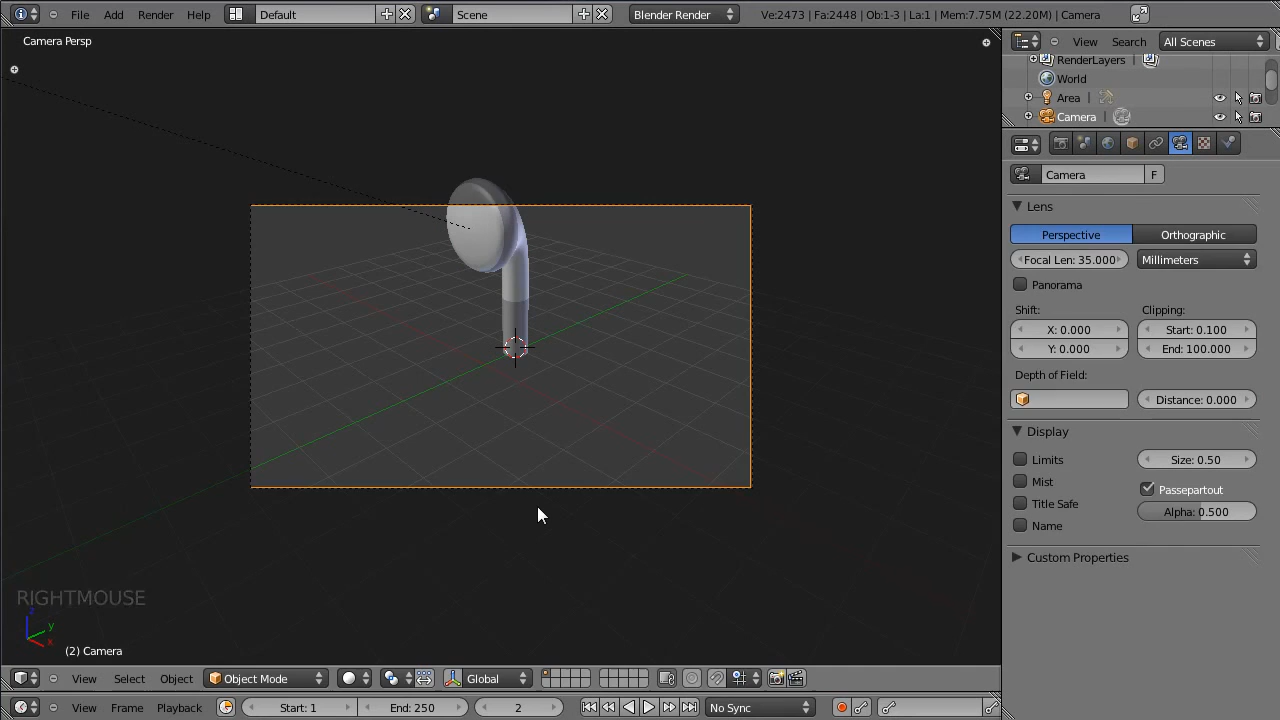 File Add Render Help Default Scene Blender Render Ve:2473 | Fa:2448 | Ob:1-3 | La:1 | Mem:7.75M (22.20M) | Camera
Camera Persp
View Search All Scenes
RenderLayers |
World
Area |
Camera |
Camera F
Lens
Perspective Orthographic
Focal Len: 35.000 Millimeters
Panorama
Shift: Clipping:
X: 0.000 Start: 0.100
Y: 0.000 End: 100.000
Depth of Field:
Distance: 0.000
Display
Limits Size: 0.50
Mist Passepartout
Title Safe Alpha: 0.500
Name
Custom Properties
RIGHTMOUSE
z
y
x
(2) Camera
View Select Object Object Mode Global
View Frame Playback Start: 1 End: 250 2 No Sync